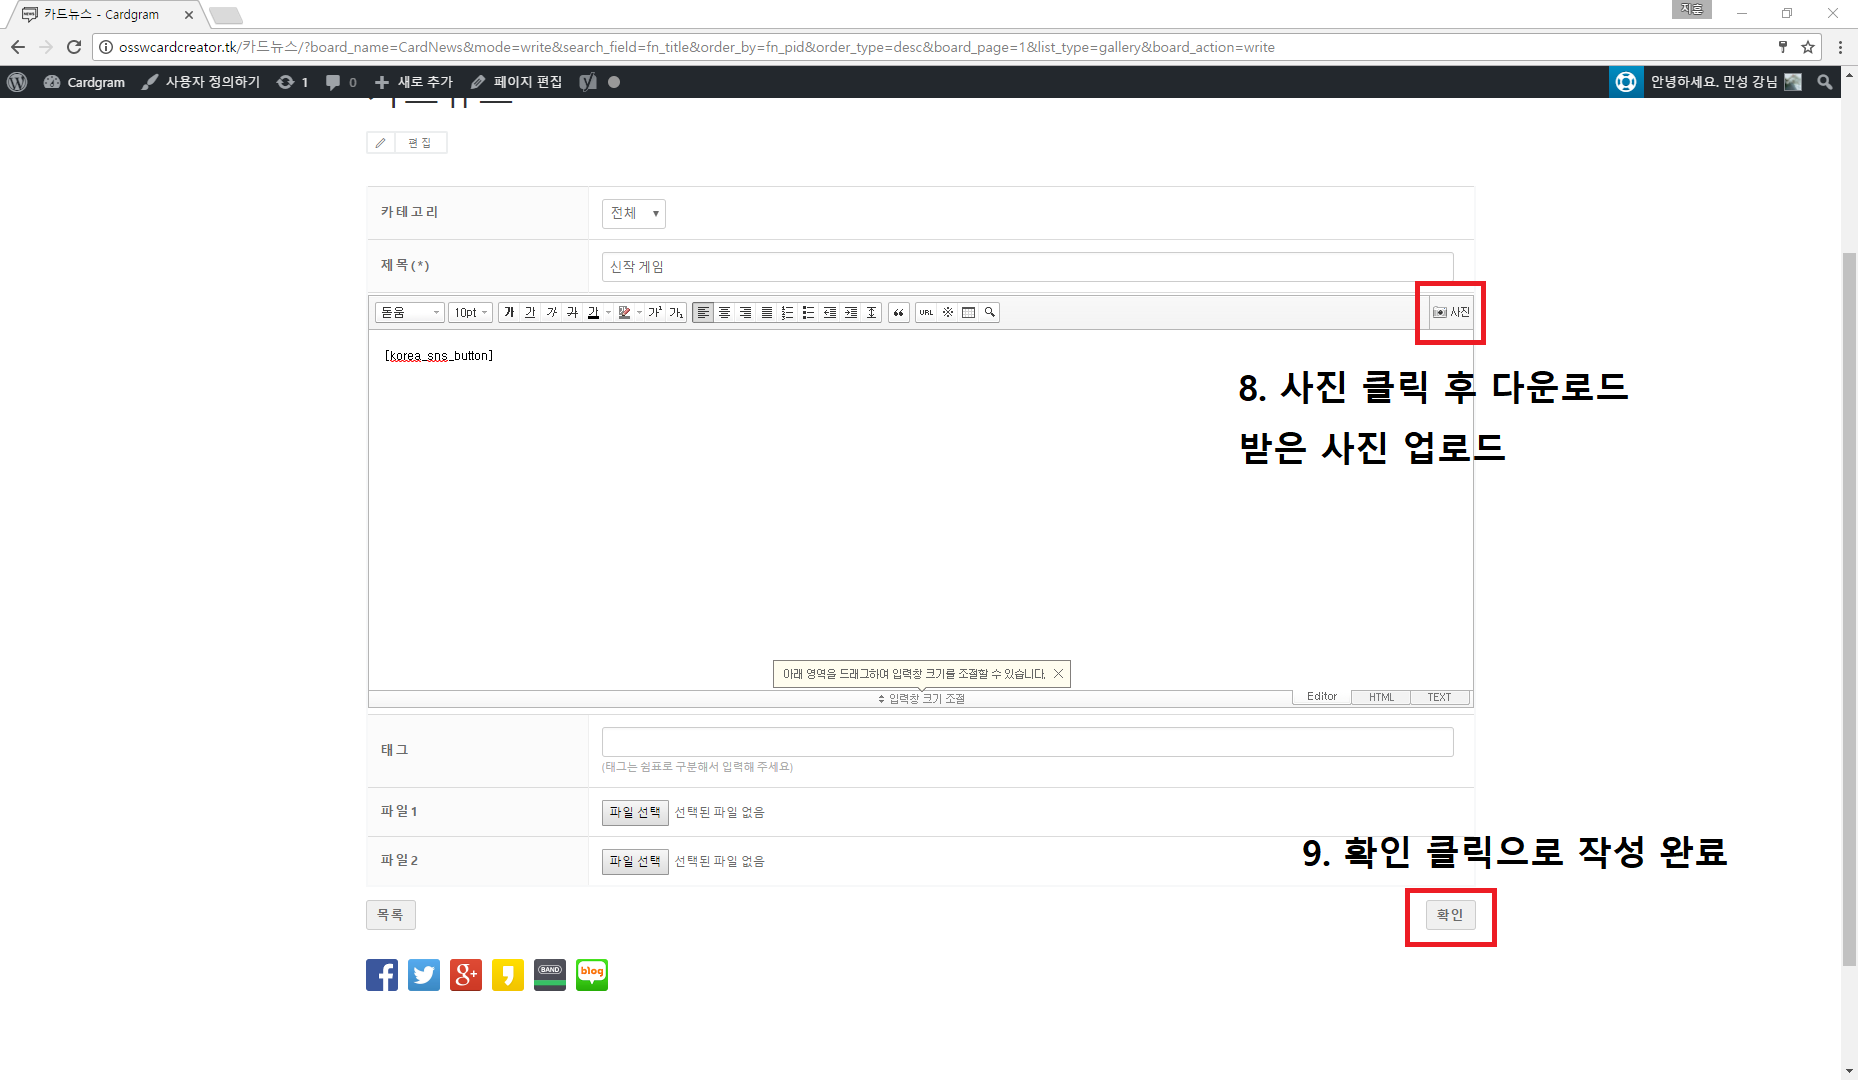 카드뉴스 - Cardgram
지훈
osswcardcreator.tk/카드뉴스/?board_name=CardNews&mode=write&search_field=fn_title&order_by=fn_pid&order_type=desc&board_page=1&list_type=gallery&board_action=write
Cardgram 사용자 정의하기 1 0 새로 추가 페이지 편집 안녕하세요. 민성 강님
편집
카테고리 전체
제목(*) 신작 게임
돋움 10pt 가 가 가 가 가 가¹ 가₁ URL 사진
[korea_sns_button]
8. 사진 클릭 후 다운로드
받은 사진 업로드
아래 영역을 드래그하여 입력창 크기를 조절할 수 있습니다.
입력창 크기 조절 Editor HTML TEXT
태그
(태그는 쉼표로 구분해서 입력해 주세요)
파일1 파일 선택 선택된 파일 없음
9. 확인 클릭으로 작성 완료
파일2 파일 선택 선택된 파일 없음
목록 확인
BAND blog